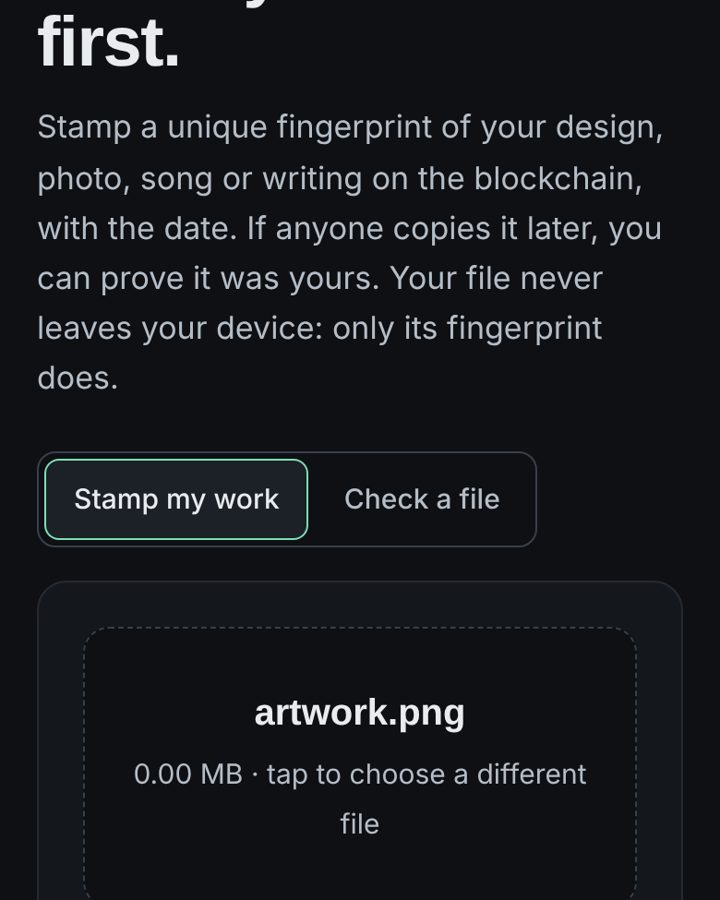 first.
Stamp a unique fingerprint of your design,
photo, song or writing on the blockchain,
with the date. If anyone copies it later, you
can prove it was yours. Your file never
leaves your device: only its fingerprint
does.
Stamp my work
Check a file
artwork.png
0.00 MB · tap to choose a different
file